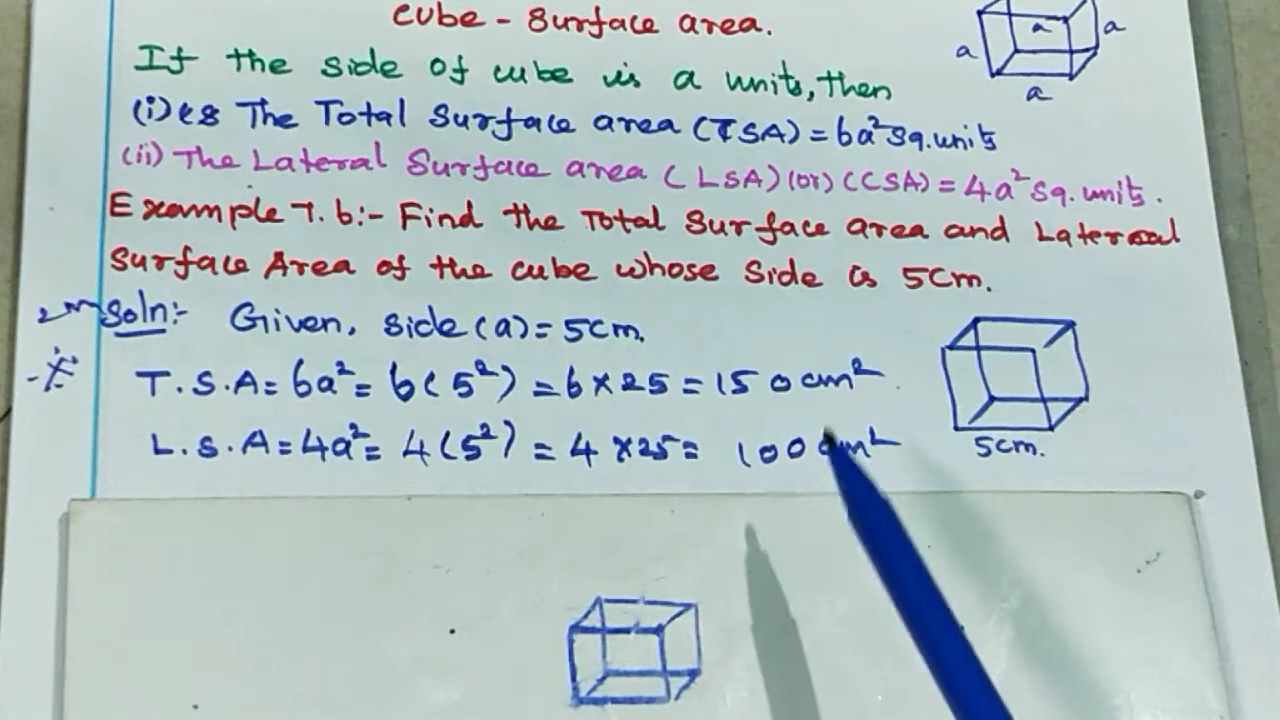 Cube - Surface area.
a a a a
If the side of cube is a units, then
(i) The Total Surface area (TSA) = 6a² Sq.units
(ii) The Lateral Surface area (LSA) (or) (CSA) = 4a² Sq. units.
Example 7.6:- Find the Total Surface area and Lateral
Surface Area of the cube whose Side is 5Cm.
Soln:- Given, side (a) = 5cm.
T.S.A = 6a² = 6(5²) = 6 × 25 = 150 cm²
L.S.A = 4a² = 4(5²) = 4 × 25 = 100 cm²
5cm.